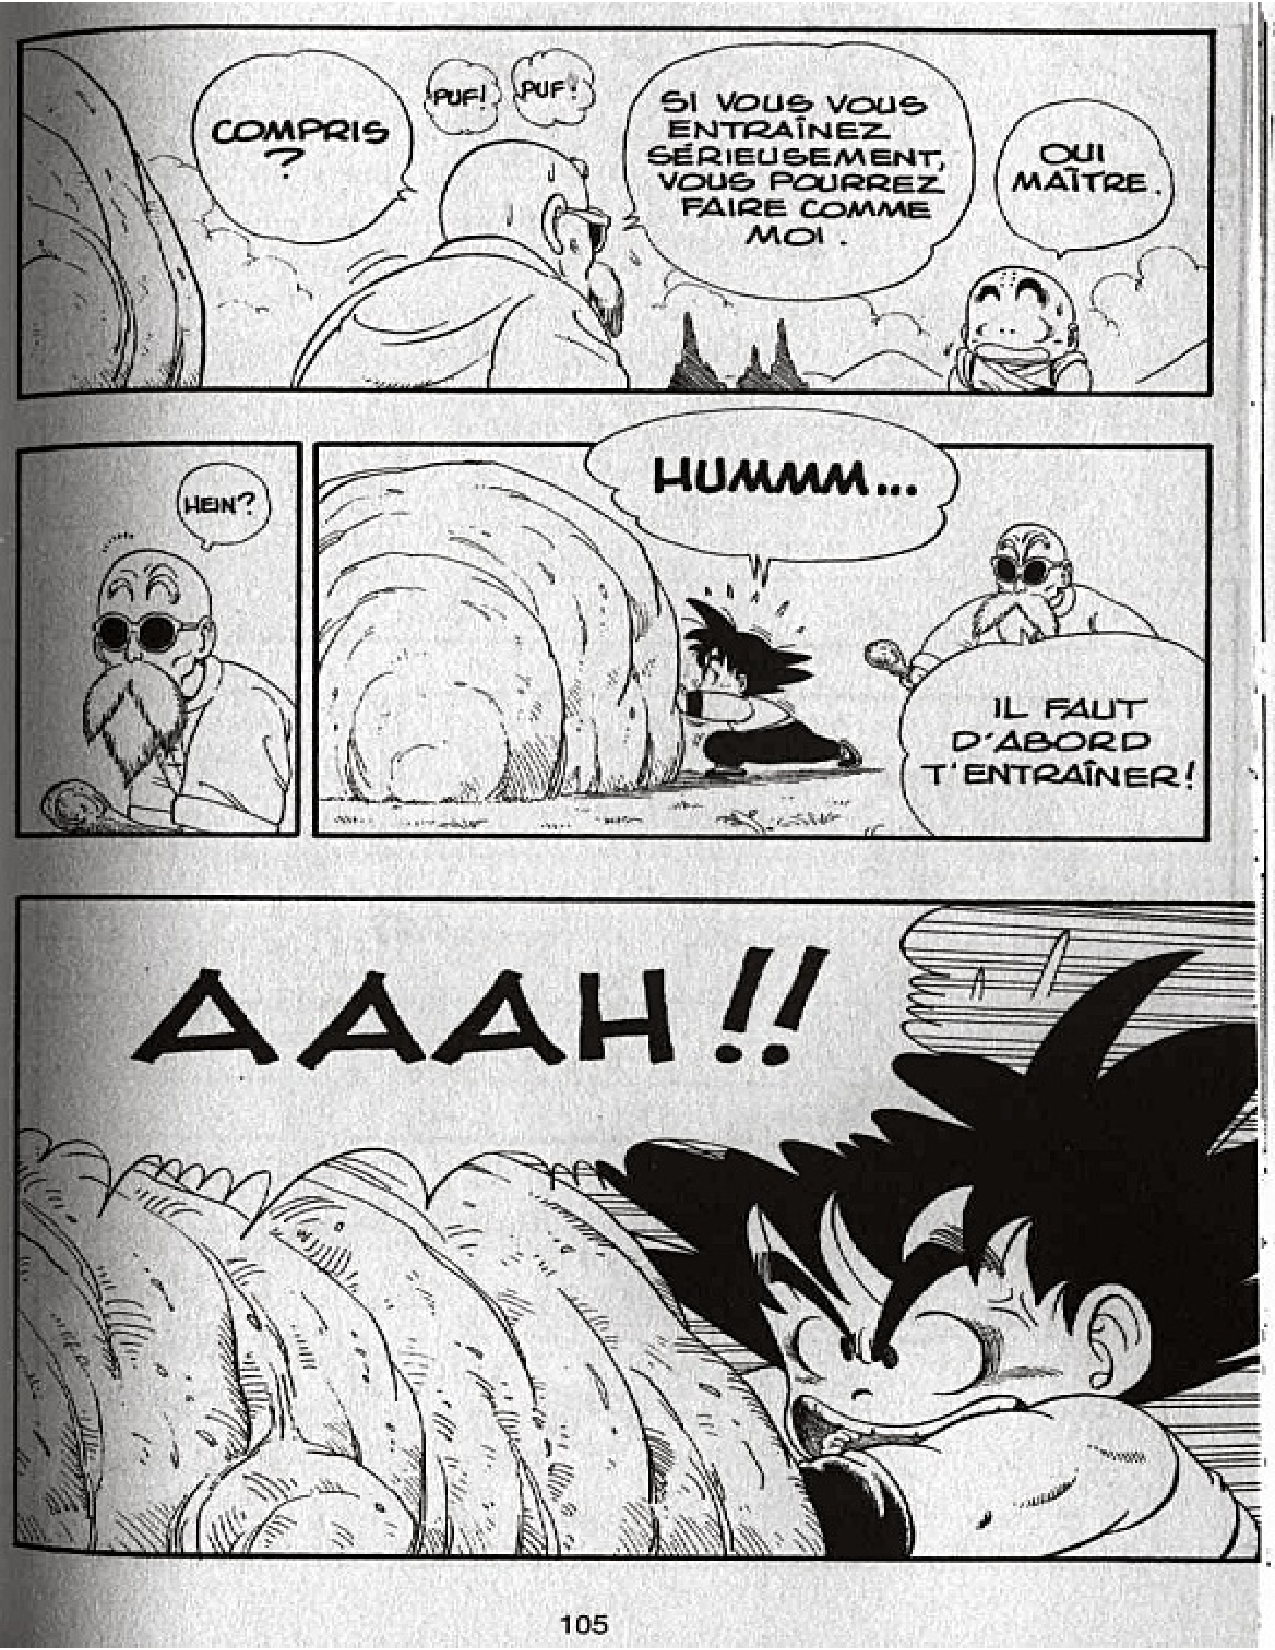 COMPRIS
?
PUF!
PUF!
SI VOUS VOUS
ENTRAÎNEZ
SÉRIEUSEMENT,
VOUS POURREZ
FAIRE COMME
MOI.
OUI
MAÎTRE.
HEIN?
HUMMM...
IL FAUT
D'ABORD
T'ENTRAÎNER!
AAAH!!
105